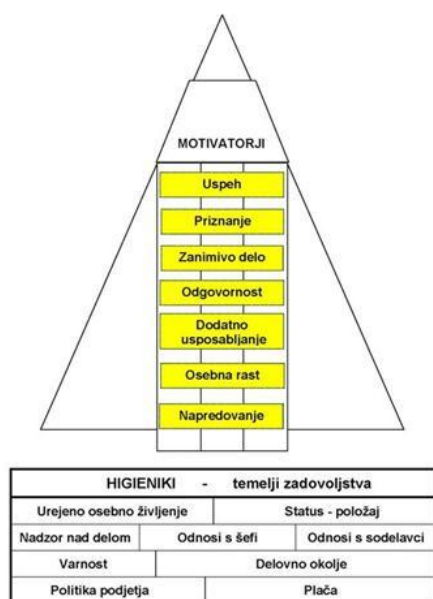 MOTIVATORJI
Uspeh
Priznanje
Zanimivo delo
Odgovornost
Dodatno
usposabljanje
Osebna rast
Napredovanje
HIGIENIKI - temelji zadovoljstva
Urejeno osebno življenje Status - položaj
Nadzor nad delom Odnosi s šefi Odnosi s sodelavci
Varnost Delovno okolje
Politika podjetja Plača